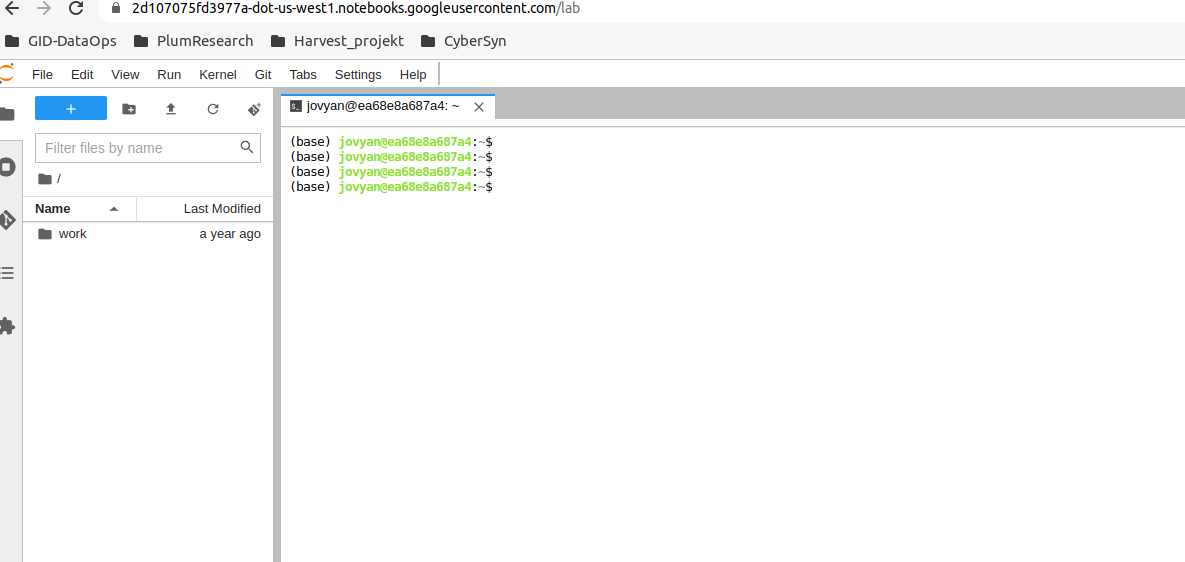 2d107075fd3977a-dot-us-west1.notebooks.googleusercontent.com/lab
GID-DataOps PlumResearch Harvest_projekt CyberSyn
File Edit View Run Kernel Git Tabs Settings Help
+
jovyan@ea68e8a687a4: ~
Filter files by name
/
Name Last Modified
work a year ago
(base) jovyan@ea68e8a687a4:~$
(base) jovyan@ea68e8a687a4:~$
(base) jovyan@ea68e8a687a4:~$
(base) jovyan@ea68e8a687a4:~$